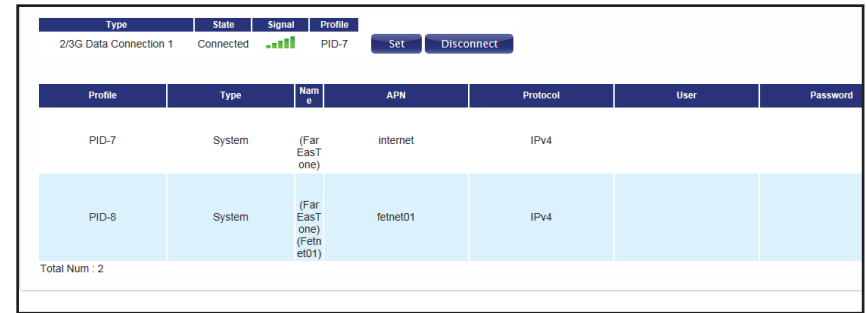 Type State Signal Profile
2/3G Data Connection 1 Connected PID-7 Set Disconnect
Profile Type Nam
e APN Protocol User Password
PID-7 System (Far
EasT
one) internet IPv4
PID-8 System (Far
EasT
one)
(Fetn
et01) fetnet01 IPv4
Total Num : 2